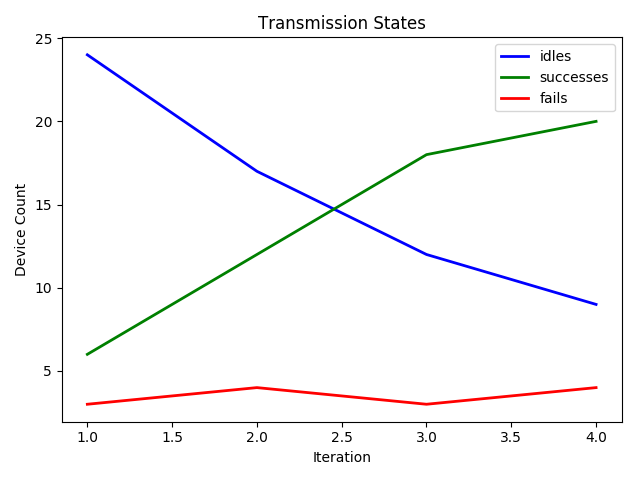 Transmission States
25
20
15
10
5
Device Count
idles
successes
fails
1.0 1.5 2.0 2.5 3.0 3.5 4.0
Iteration